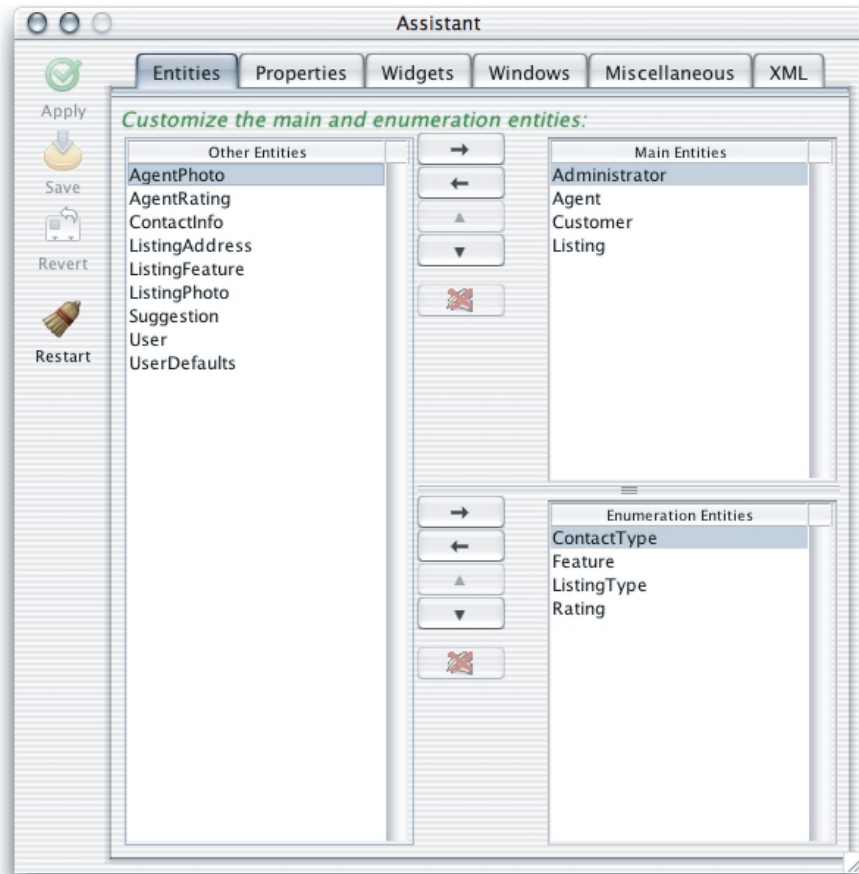 Assistant
Apply
Save
Revert
Restart
Entities Properties Widgets Windows Miscellaneous XML
Customize the main and enumeration entities:
Other Entities
AgentPhoto
AgentRating
ContactInfo
ListingAddress
ListingFeature
ListingPhoto
Suggestion
User
UserDefaults
Main Entities
Administrator
Agent
Customer
Listing
Enumeration Entities
ContactType
Feature
ListingType
Rating